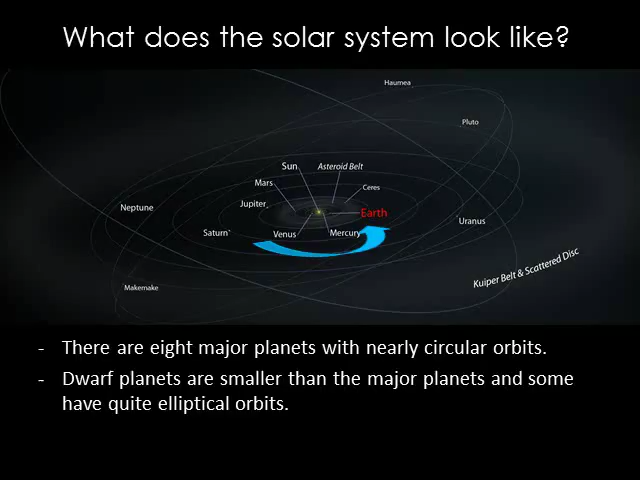 What does the solar system look like?
Haumea
Pluto
Sun
Asteroid Belt
Mars
Ceres
Jupiter
Neptune
Earth
Uranus
Saturn
Venus
Mercury
Kuiper Belt & Scattered Disc
Makemake
- There are eight major planets with nearly circular orbits.
- Dwarf planets are smaller than the major planets and some
have quite elliptical orbits.